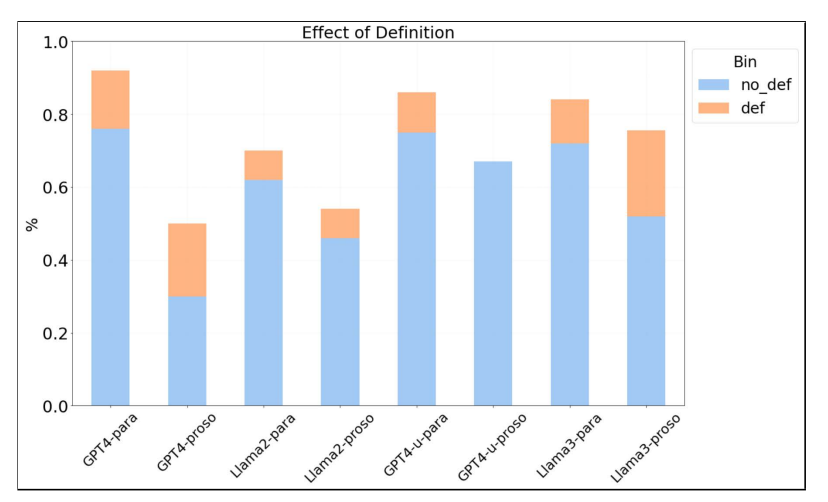 Effect of Definition
1.0
0.8
0.6
0.4
0.2
0.0
%
GPT4-para
GPT4-proso
Llama2-para
Llama2-proso
GPT4-u-para
GPT4-u-proso
Llama3-para
Llama3-proso
Bin
no_def
def